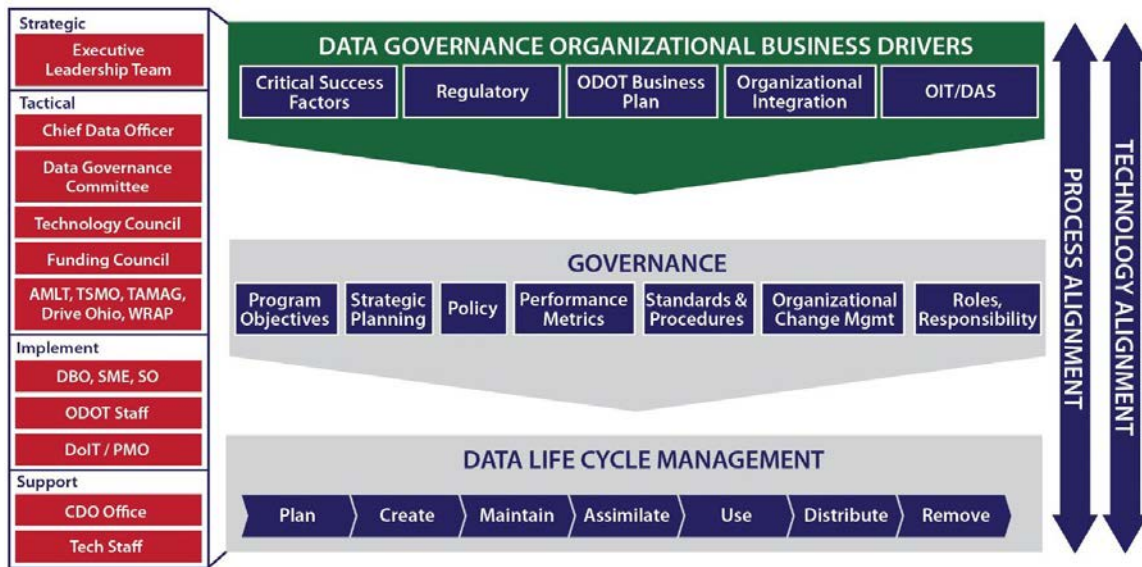 Strategic
Executive
Leadership Team
Tactical
Chief Data Officer
Data Governance
Committee
Technology Council
Funding Council
AMLT, TSMO, TAMAG,
Drive Ohio, WRAP
Implement
DBO, SME, SO
ODOT Staff
DoIT / PMO
Support
CDO Office
Tech Staff
DATA GOVERNANCE ORGANIZATIONAL BUSINESS DRIVERS
Critical Success
Factors
Regulatory
ODOT Business
Plan
Organizational
Integration
OIT/DAS
GOVERNANCE
Program
Objectives
Strategic
Planning
Policy
Performance
Metrics
Standards &
Procedures
Organizational
Change Mgmt
Roles,
Responsibility
DATA LIFE CYCLE MANAGEMENT
Plan
Create
Maintain
Assimilate
Use
Distribute
Remove
PROCESS ALIGNMENT
TECHNOLOGY ALIGNMENT